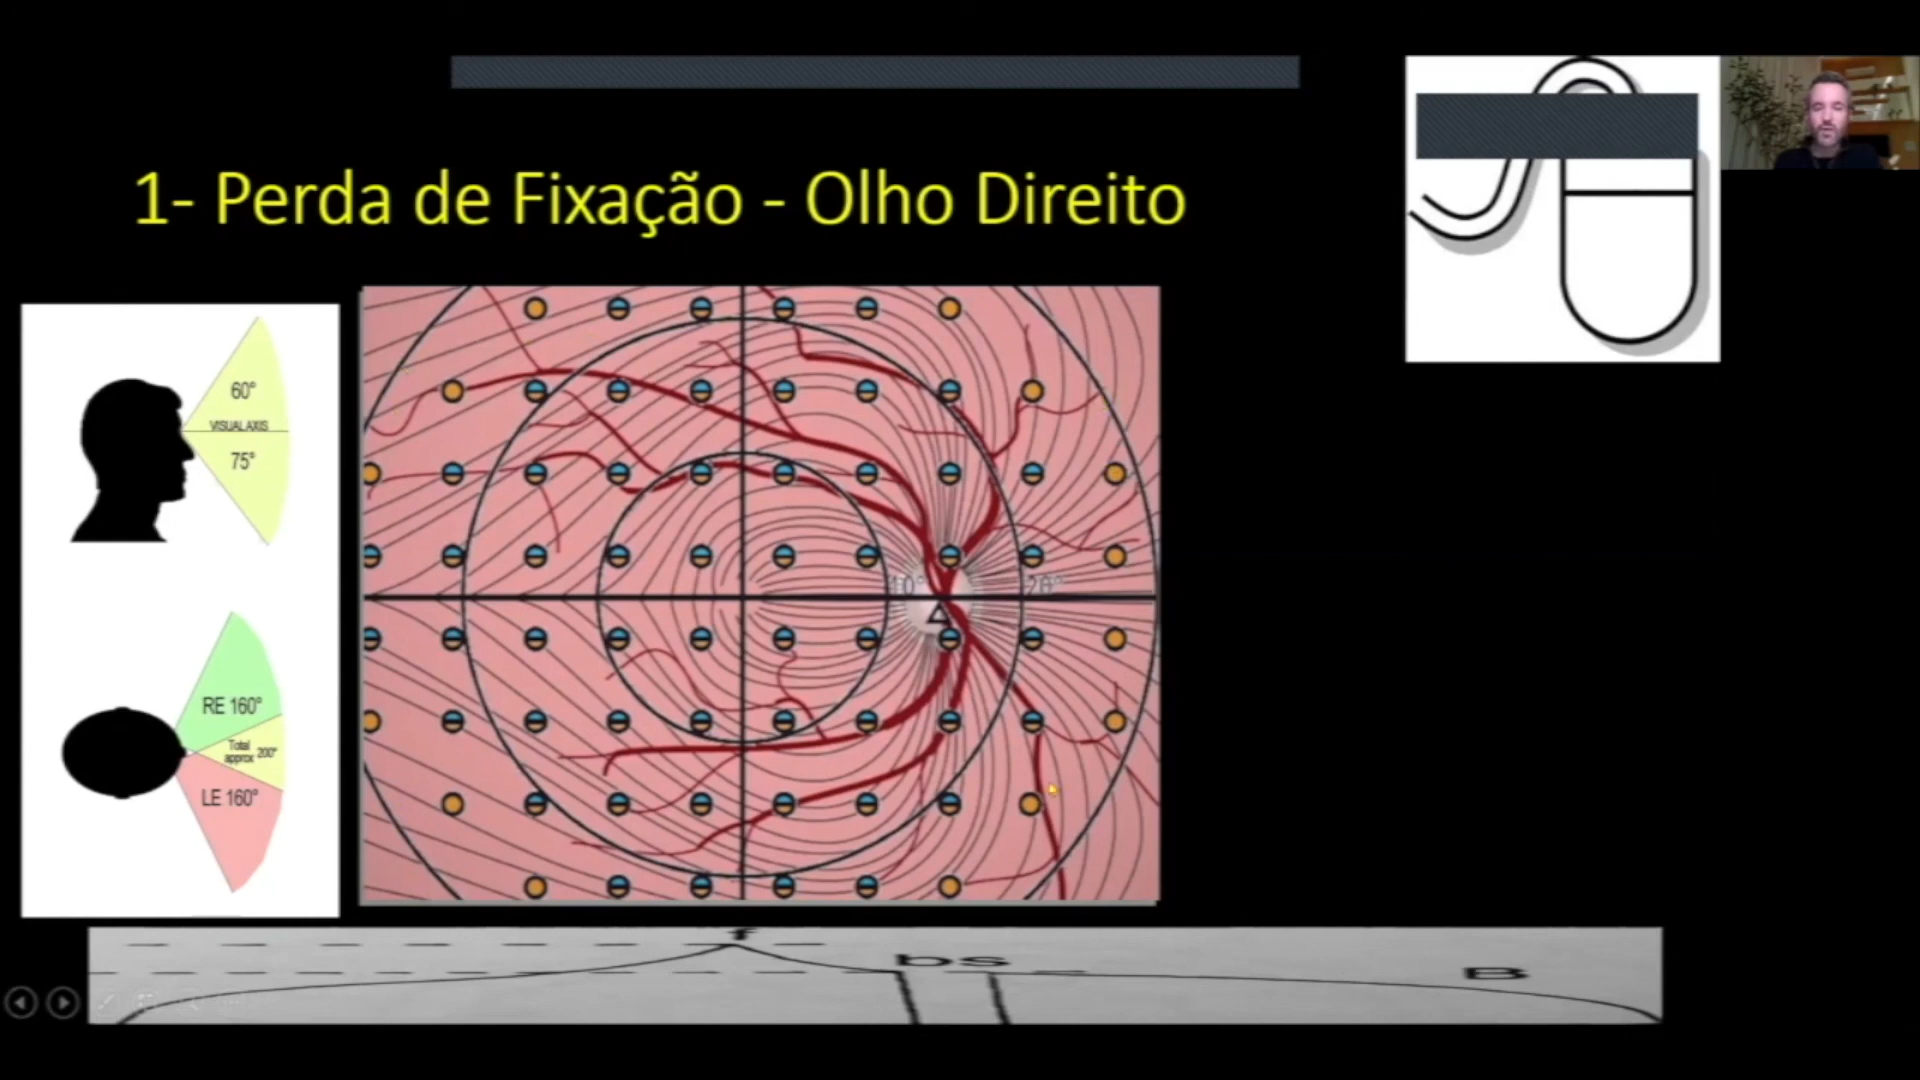 1- Perda de Fixação - Olho Direito
60°
VISUAL AXIS
75°
10°
20°
RE 160°
Total
approx 200°
LE 160°
f
bs
B